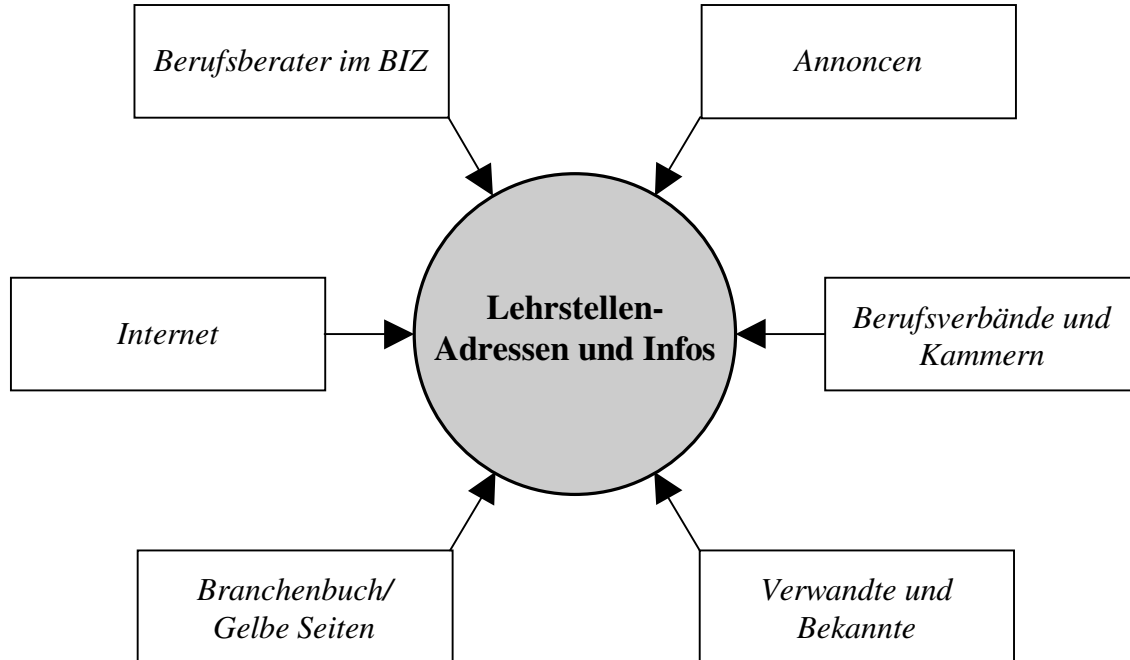 Berufsberater im BIZ
Annoncen
Internet
Lehrstellen-
Adressen und Infos
Berufsverbände und
Kammern
Branchenbuch/
Gelbe Seiten
Verwandte und
Bekannte